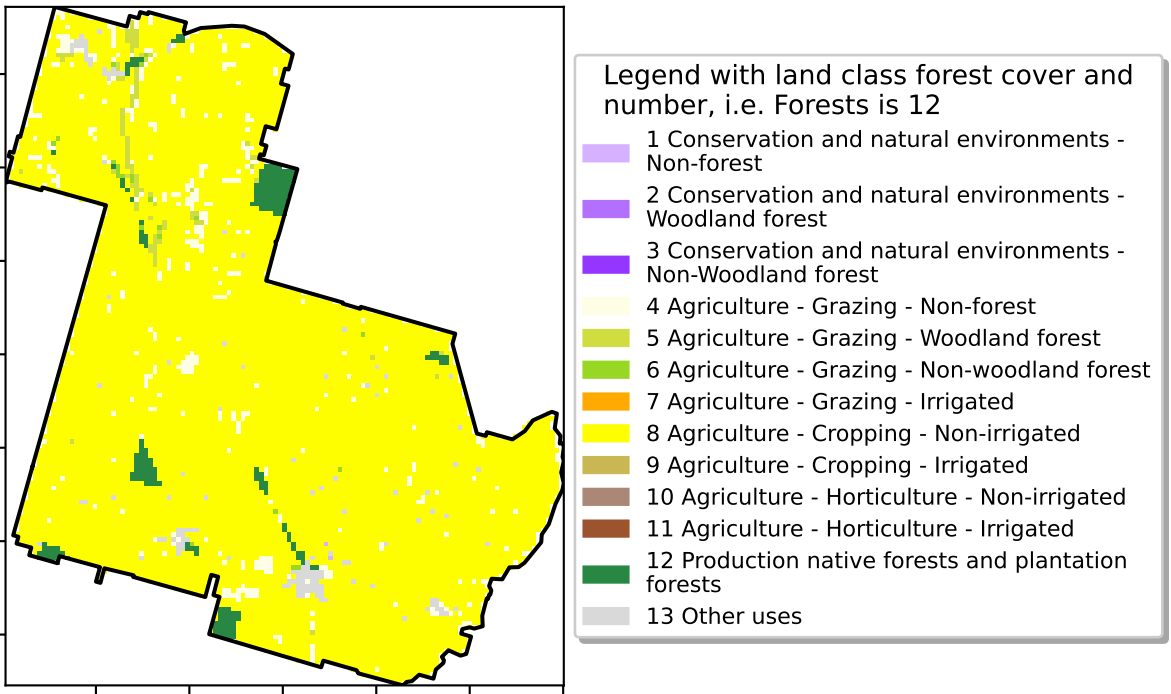 Legend with land class forest cover and
number, i.e. Forests is 12
1 Conservation and natural environments -
Non-forest
2 Conservation and natural environments -
Woodland forest
3 Conservation and natural environments -
Non-Woodland forest
4 Agriculture - Grazing - Non-forest
5 Agriculture - Grazing - Woodland forest
6 Agriculture - Grazing - Non-woodland forest
7 Agriculture - Grazing - Irrigated
8 Agriculture - Cropping - Non-irrigated
9 Agriculture - Cropping - Irrigated
10 Agriculture - Horticulture - Non-irrigated
11 Agriculture - Horticulture - Irrigated
12 Production native forests and plantation
forests
13 Other uses